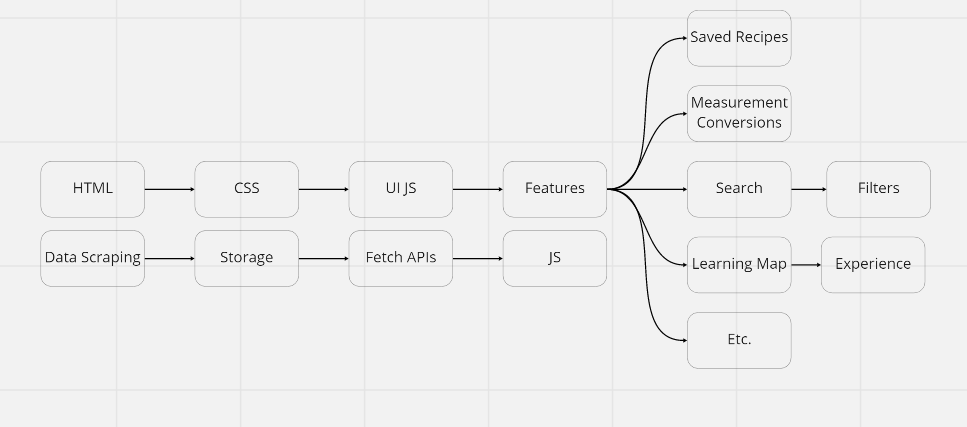 Saved Recipes
Measurement
Conversions
HTML
CSS
UI JS
Features
Search
Filters
Data Scraping
Storage
Fetch APIs
JS
Learning Map
Experience
Etc.